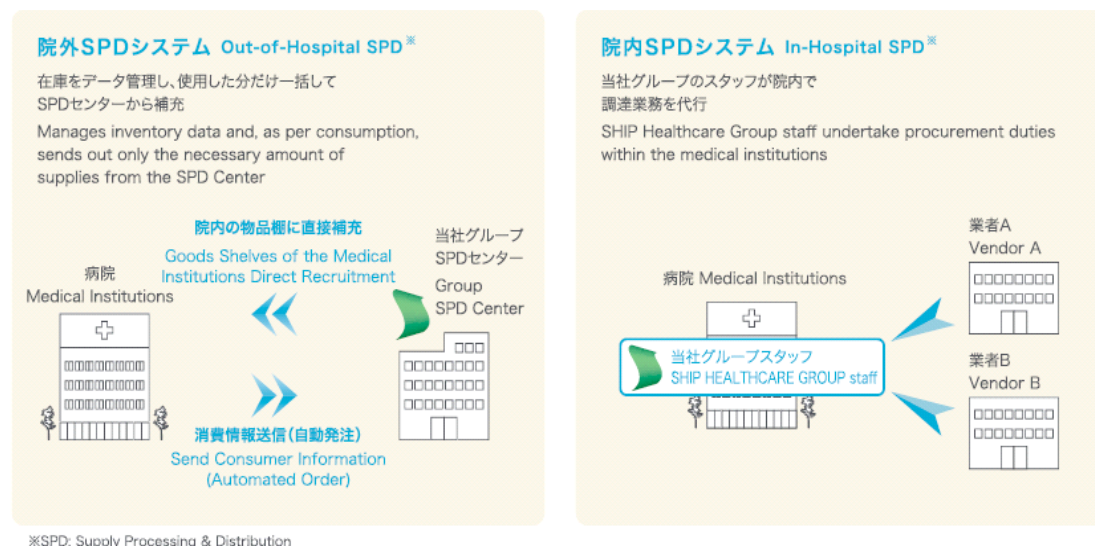 院外SPDシステム Out-of-Hospital SPD※
在庫をデータ管理し、使用した分だけ一括して
SPDセンターから補充
Manages inventory data and, as per consumption,
sends out only the necessary amount of
supplies from the SPD Center
院内の物品棚に直接補充
Goods Shelves of the Medical
Institutions Direct Recruitment
病院
Medical Institutions
当社グループ
SPDセンター
Group
SPD Center
消費情報送信(自動発注)
Send Consumer Information
(Automated Order)
院内SPDシステム In-Hospital SPD※
当社グループのスタッフが院内で
調達業務を代行
SHIP Healthcare Group staff undertake procurement duties
within the medical institutions
病院 Medical Institutions
当社グループスタッフ
SHIP HEALTHCARE GROUP staff
業者A
Vendor A
業者B
Vendor B
※SPD: Supply Processing & Distribution